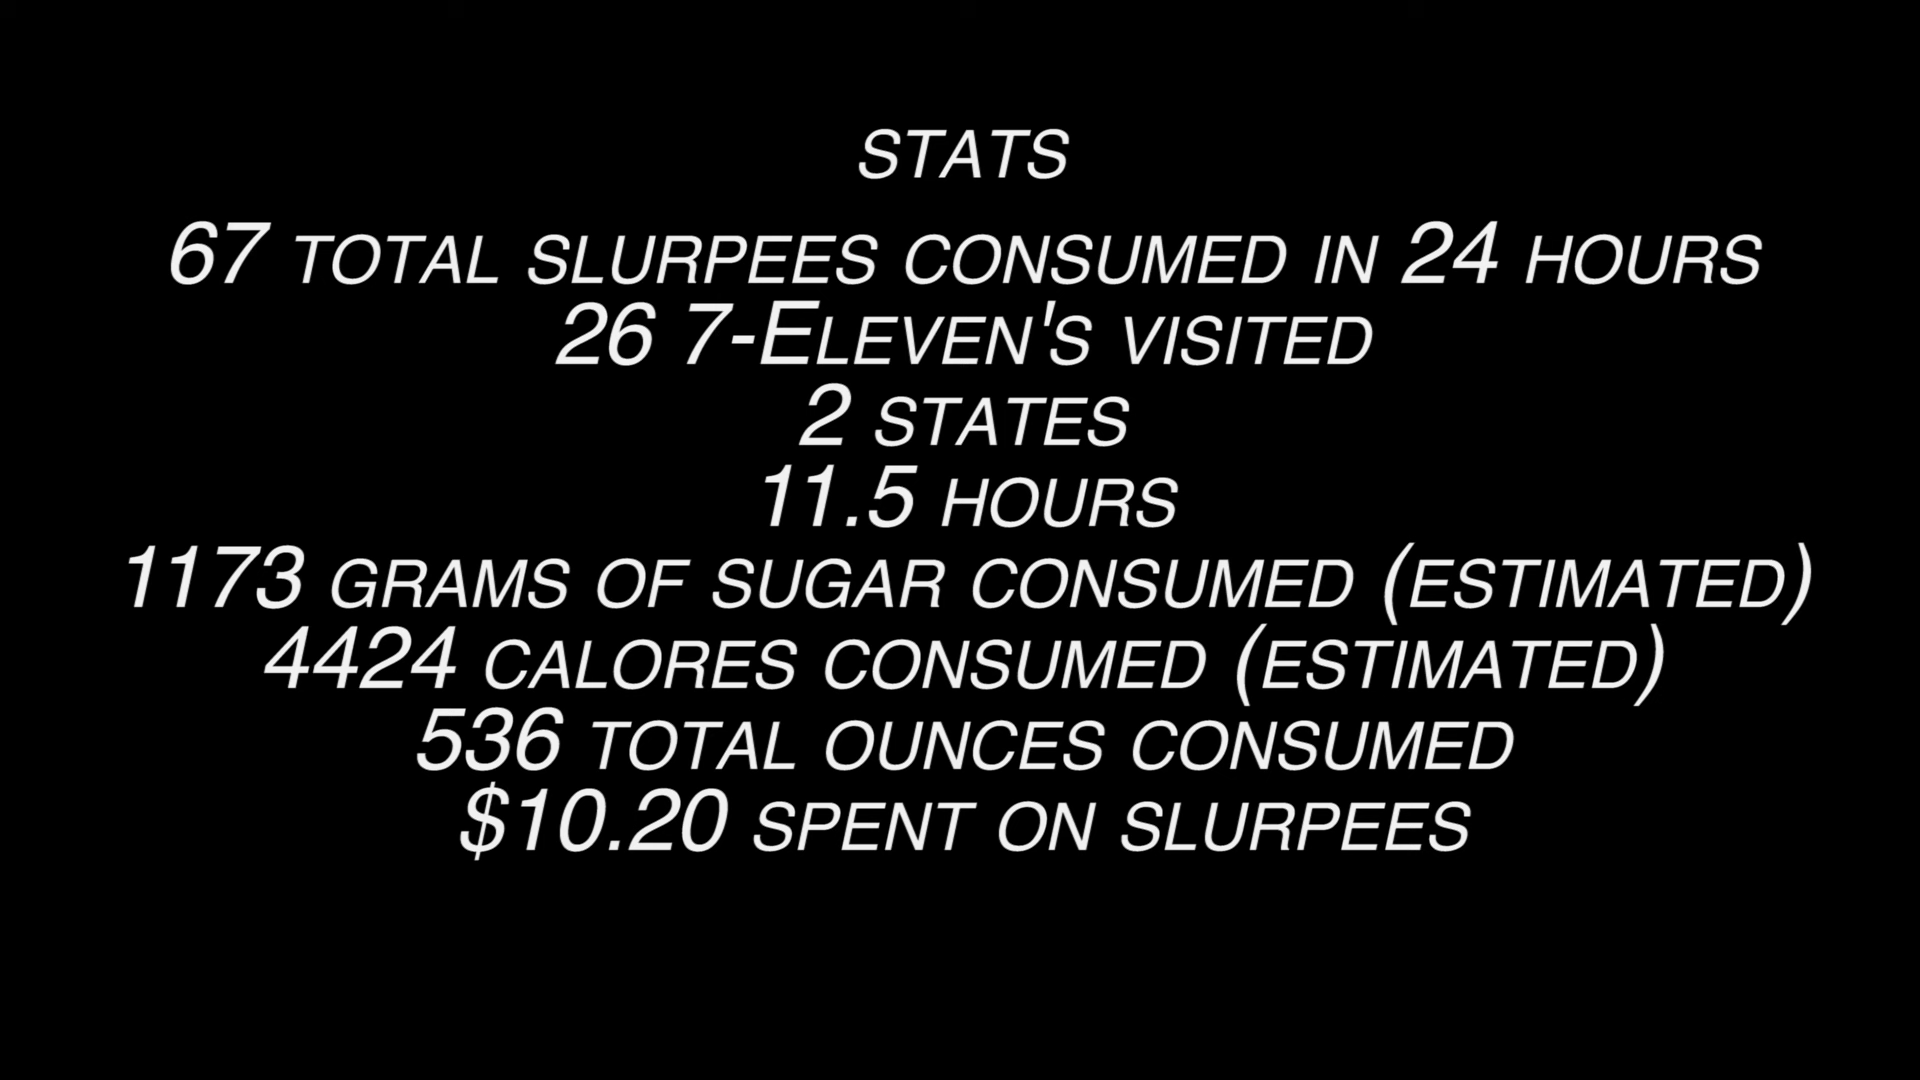 STATS
67 TOTAL SLURPEES CONSUMED IN 24 HOURS
26 7-ELEVEN'S VISITED
2 STATES
11.5 HOURS
1173 GRAMS OF SUGAR CONSUMED (ESTIMATED)
4424 CALORES CONSUMED (ESTIMATED)
536 TOTAL OUNCES CONSUMED
$10.20 SPENT ON SLURPEES